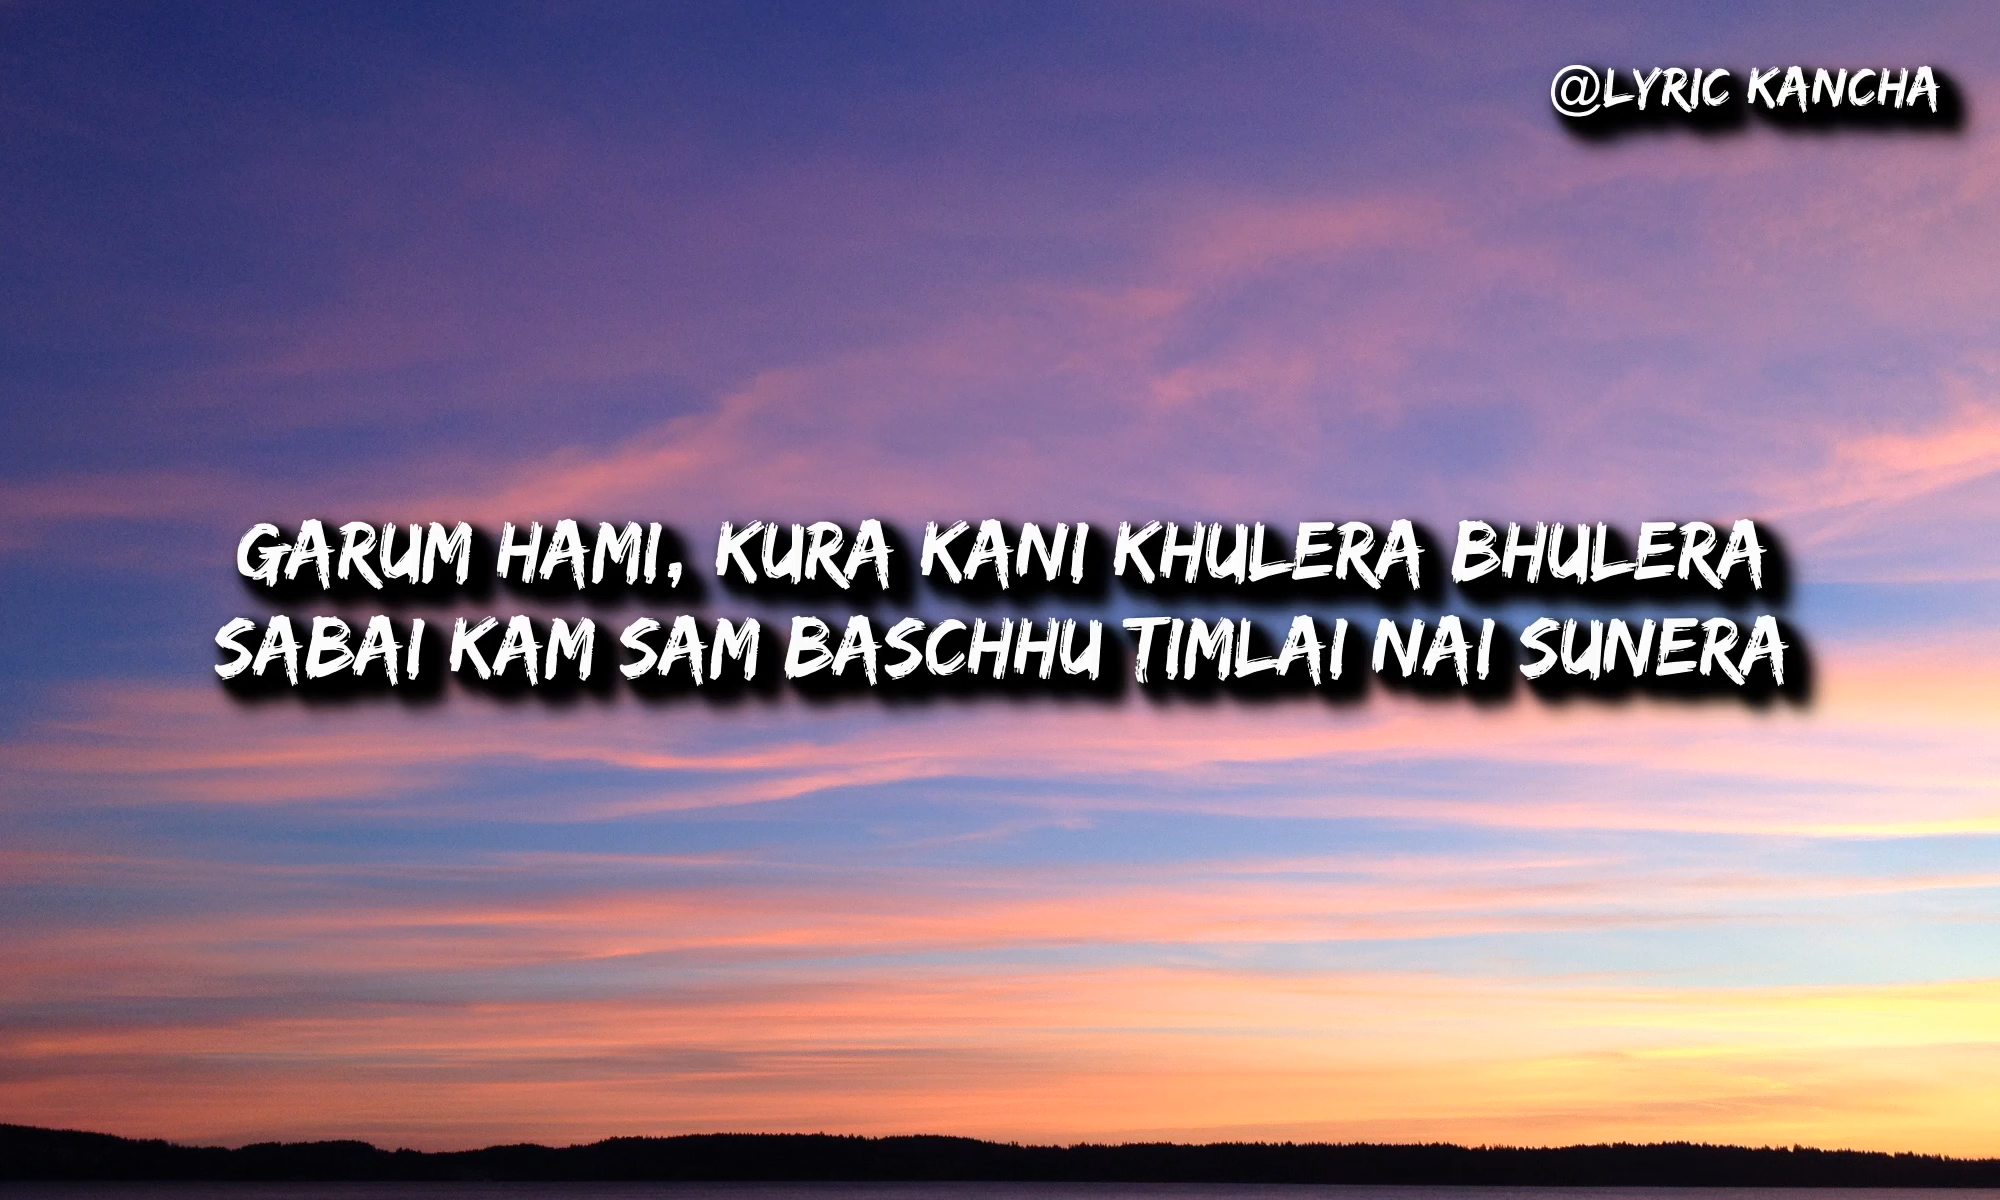 @LYRIC KANCHA
GARUM HAMI, KURA KANI KHULERA BHULERA
SABAI KAM SAM BASCHHU TIMLAI NAI SUNERA